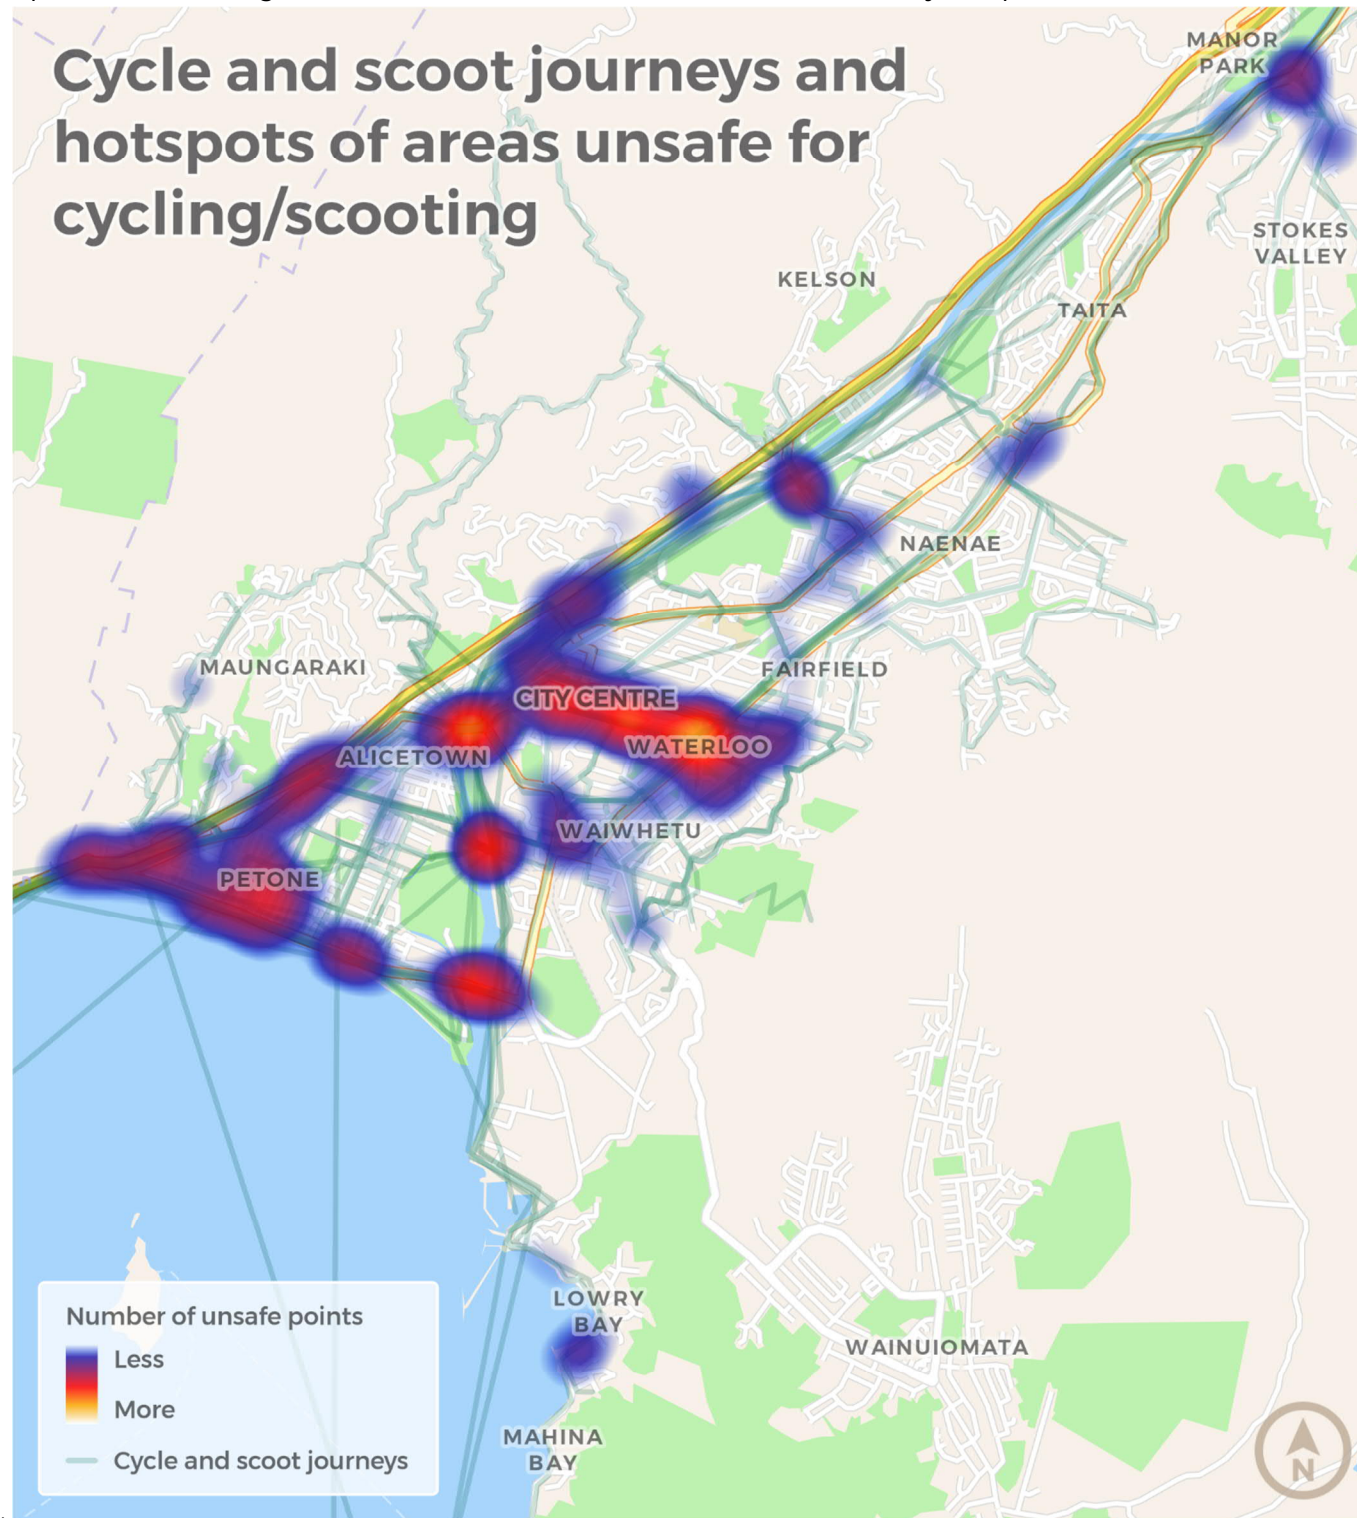 Cycle and scoot journeys and
hotspots of areas unsafe for
cycling/scooting
MANOR
PARK
STOKES
VALLEY
KELSON
TAITA
NAENAE
MAUNGARAKI
FAIRFIELD
CITY CENTRE
WATERLOO
ALICETOWN
WAIWHETU
PETONE
LOWRY
BAY
WAINUIOMATA
MAHINA
BAY
Number of unsafe points
Less
More
Cycle and scoot journeys
N